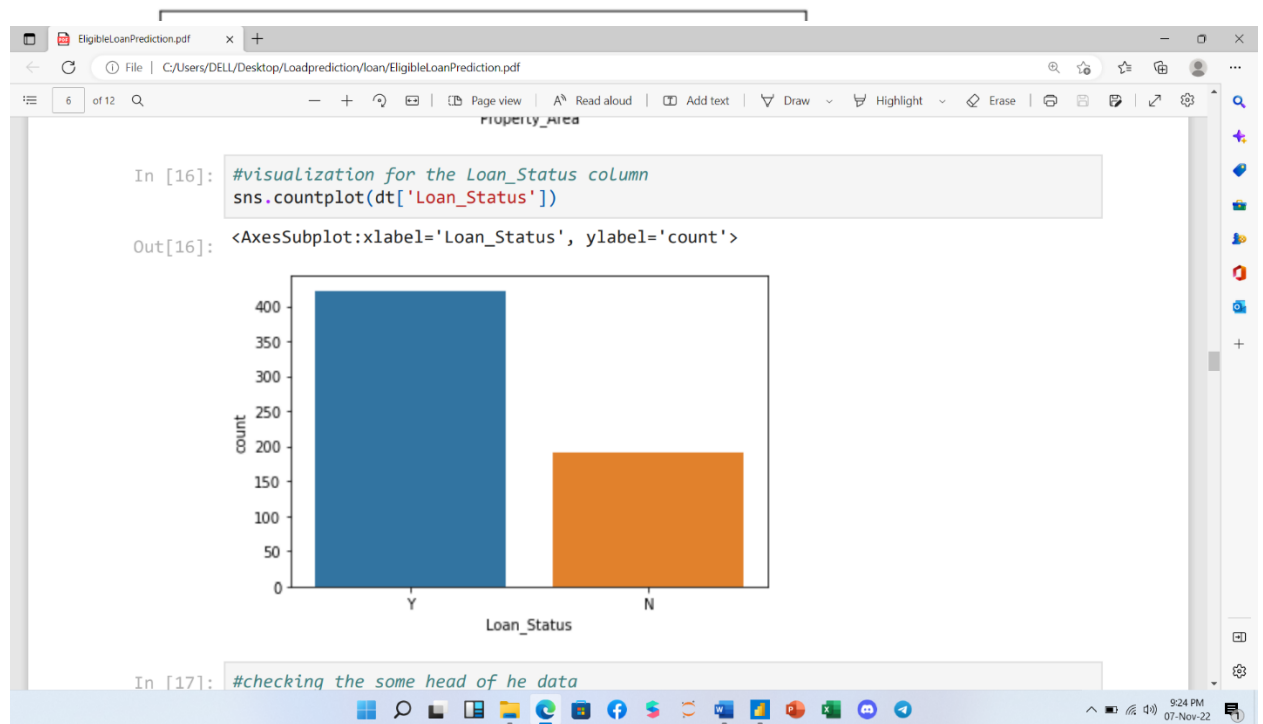 EligibleLoanPrediction.pdf
File | C:/Users/DELL/Desktop/Loadprediction/loan/EligibleLoanPrediction.pdf
6 of 12 Page view Read aloud Add text Draw Highlight Erase
Property_Area
In [16]: #visualization for the Loan_Status column
sns.countplot(dt['Loan_Status'])
Out[16]: <AxesSubplot:xlabel='Loan_Status', ylabel='count'>
400
350
300
250
200
150
100
50
0
count
Y N
Loan_Status
In [17]: #checking the some head of he data
9:24 PM
07-Nov-22
1